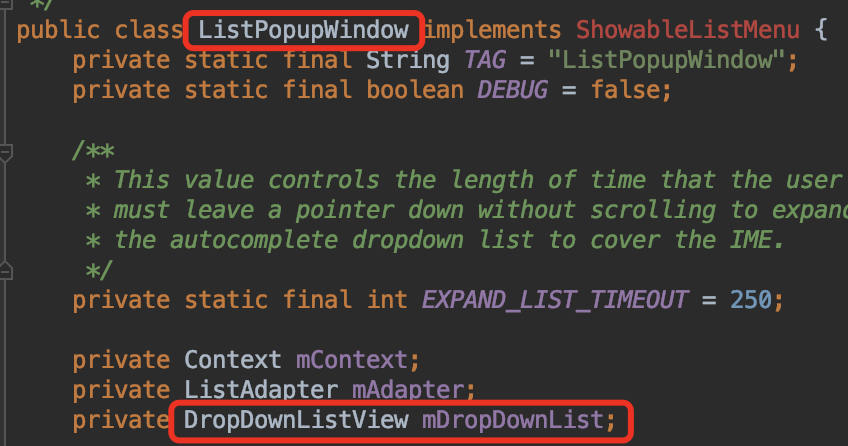 */
public class ListPopupWindow implements ShowableListMenu {
private static final String TAG = "ListPopupWindow";
private static final boolean DEBUG = false;
/**
* This value controls the length of time that the user
* must leave a pointer down without scrolling to expand
* the autocomplete dropdown list to cover the IME.
*/
private static final int EXPAND_LIST_TIMEOUT = 250;
private Context mContext;
private ListAdapter mAdapter;
private DropDownListView mDropDownList;